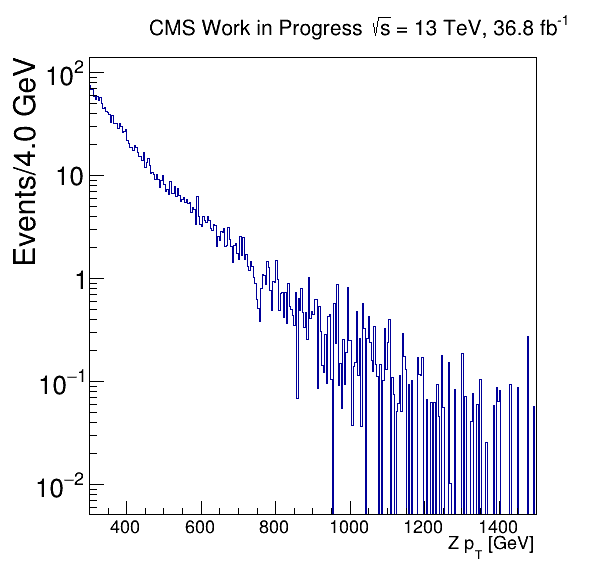 CMS Work in Progress √s = 13 TeV, 36.8 fb⁻¹
Events/4.0 GeV
10²
10
1
10⁻¹
10⁻²
400 600 800 1000 1200 1400
Z p_T [GeV]